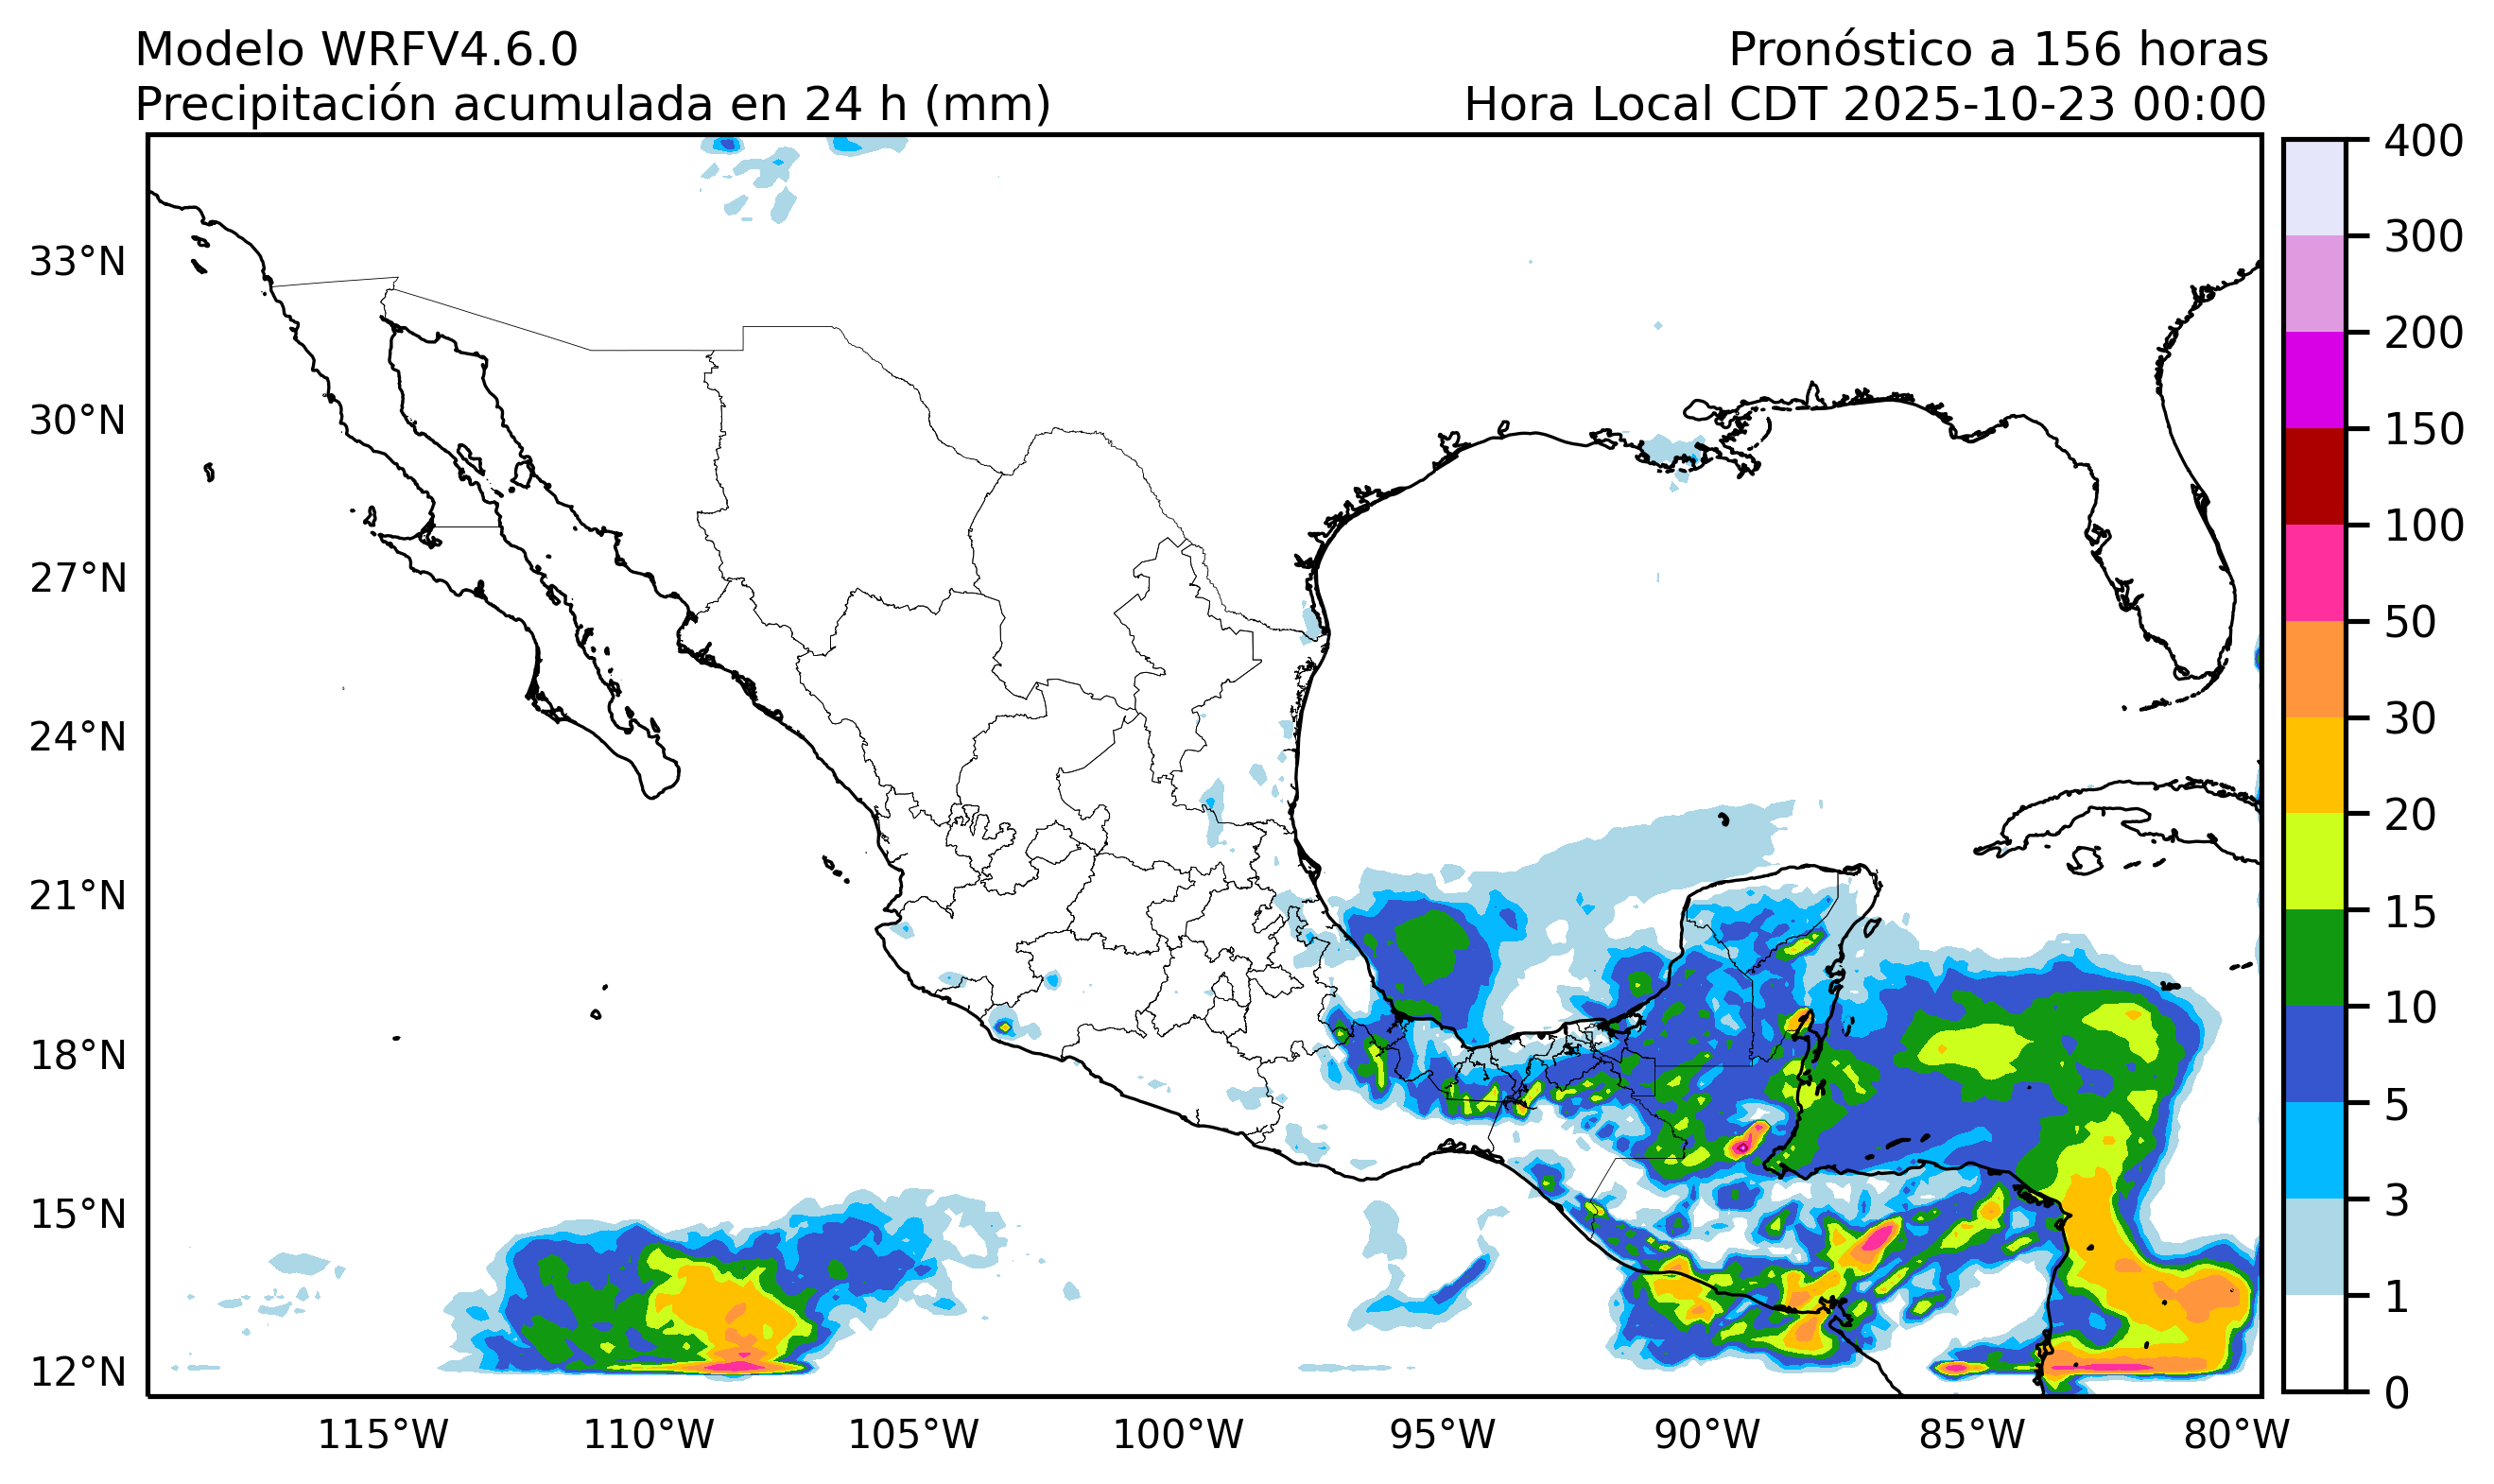 Modelo WRFV4.6.0
Pronóstico a 156 horas
Precipitación acumulada en 24 h (mm)
Hora Local CDT 2025-10-23 00:00
33°N
30°N
27°N
24°N
21°N
18°N
15°N
12°N
115°W
110°W
105°W
100°W
95°W
90°W
85°W
80°W
400
300
200
150
100
50
30
20
15
10
5
3
1
0